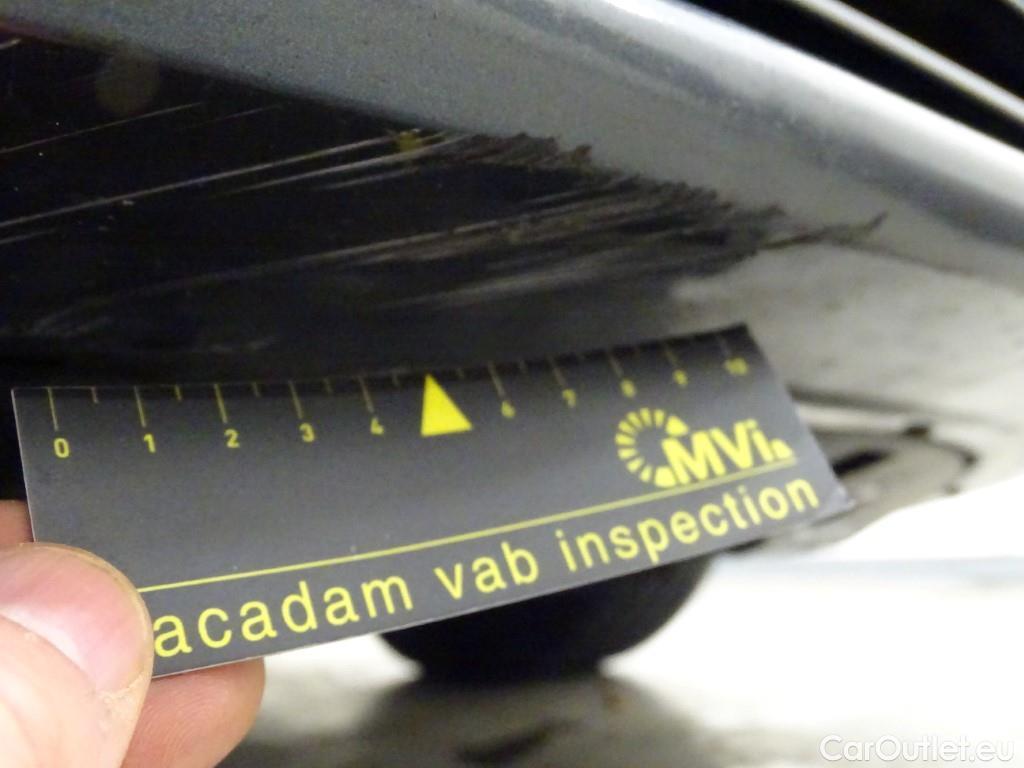 0 1 2 3 4 6 7 8 9 10
MVi
acadam vab inspection
CarOutlet.eu